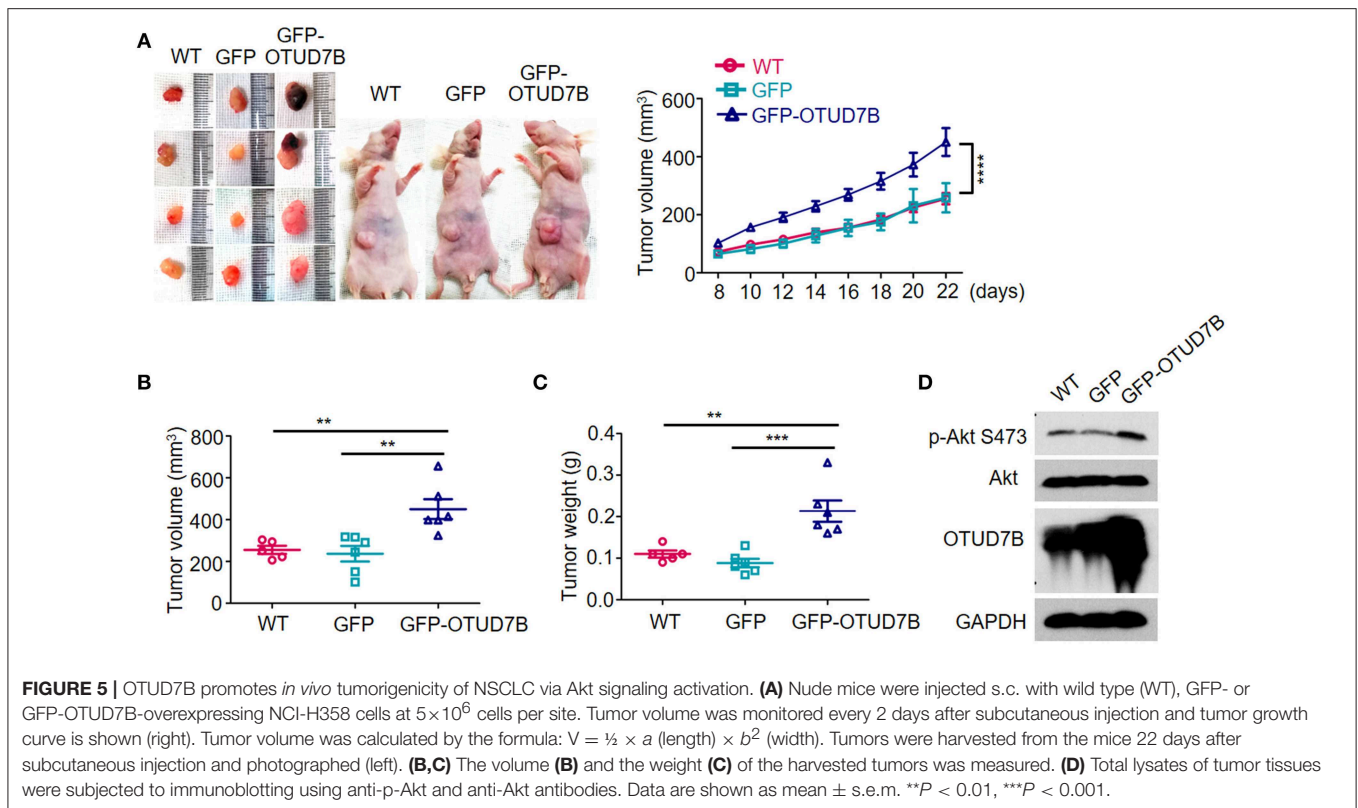 A
WT GFP GFP-
OTUD7B
WT GFP GFP-
OTUD7B
WT
GFP
GFP-OTUD7B
Tumor volume (mm³)
600
400
200
0
****
8 10 12 14 16 18 20 22 (days)
B
Tumor volume (mm³)
800
600
400
200
0
**
**
WT GFP GFP-OTUD7B
C
Tumor weight (g)
0.4
0.3
0.2
0.1
0.0
**
***
WT GFP GFP-OTUD7B
D
WT GFP GFP-OTUD7B
p-Akt S473
Akt
OTUD7B
GAPDH
FIGURE 5 | OTUD7B promotes in vivo tumorigenicity of NSCLC via Akt signaling activation. (A) Nude mice were injected s.c. with wild type (WT), GFP- or
GFP-OTUD7B-overexpressing NCI-H358 cells at 5×10⁶ cells per site. Tumor volume was monitored every 2 days after subcutaneous injection and tumor growth
curve is shown (right). Tumor volume was calculated by the formula: V = ½ × a (length) × b² (width). Tumors were harvested from the mice 22 days after
subcutaneous injection and photographed (left). (B,C) The volume (B) and the weight (C) of the harvested tumors was measured. (D) Total lysates of tumor tissues
were subjected to immunoblotting using anti-p-Akt and anti-Akt antibodies. Data are shown as mean ± s.e.m. **P < 0.01, ***P < 0.001.